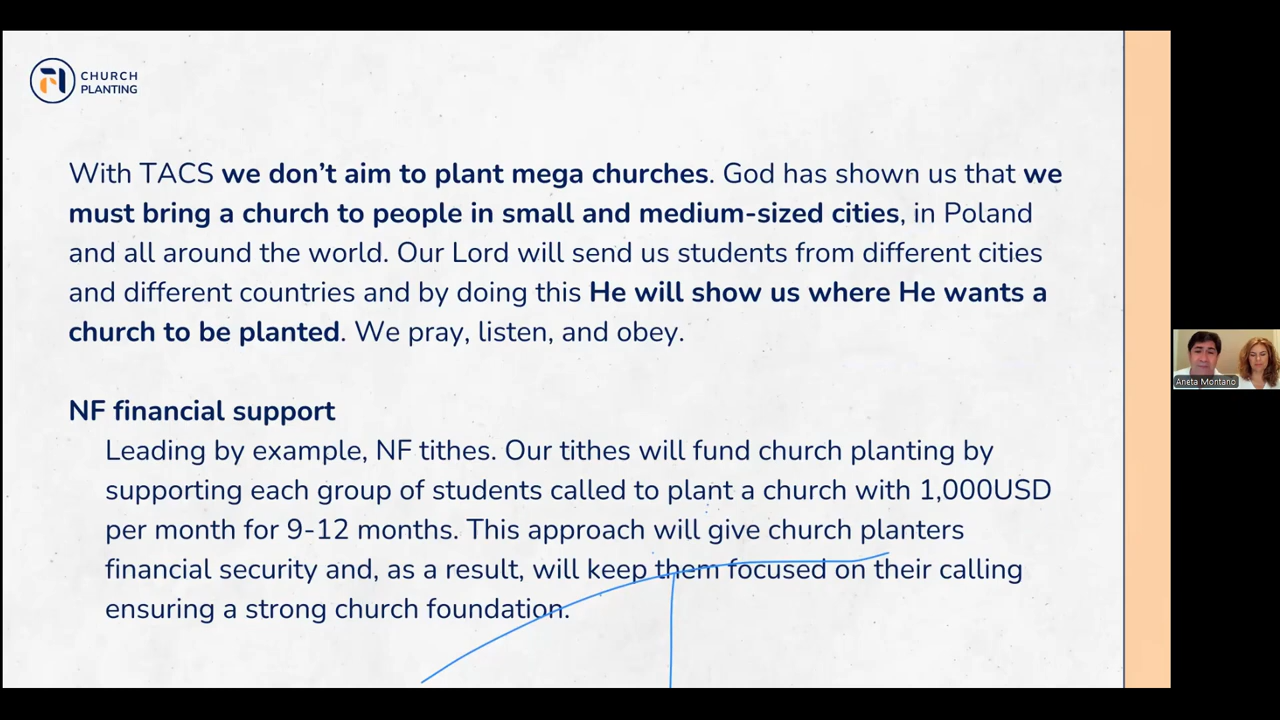 CHURCH
PLANTING
With TACS we don’t aim to plant mega churches. God has shown us that we
must bring a church to people in small and medium-sized cities, in Poland
and all around the world. Our Lord will send us students from different cities
and different countries and by doing this He will show us where He wants a
church to be planted. We pray, listen, and obey.
NF financial support
Leading by example, NF tithes. Our tithes will fund church planting by
supporting each group of students called to plant a church with 1,000USD
per month for 9-12 months. This approach will give church planters
financial security and, as a result, will keep them focused on their calling
ensuring a strong church foundation.
Aneta Montano